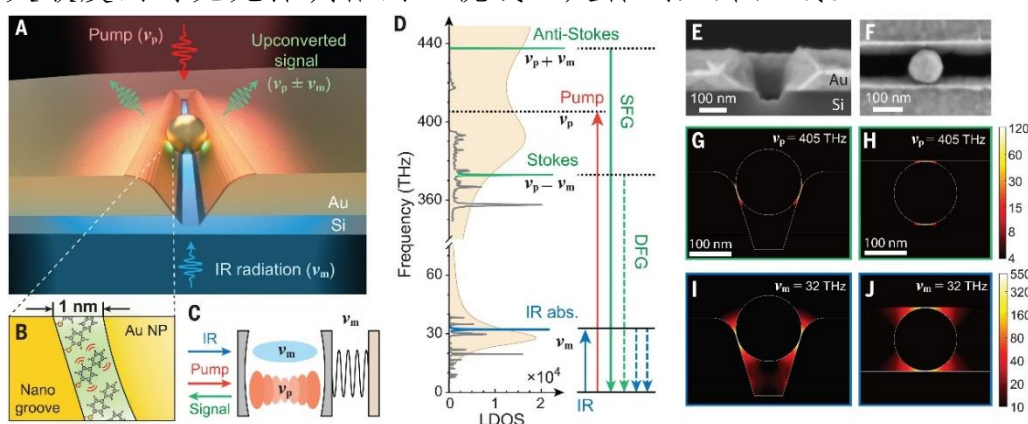 A
Pump (νp)
Upconverted
signal
(νp ± νm)
Au
Si
IR radiation (νm)
B
1 nm
Au NP
Nano
groove
C
νm
IR
Pump
Signal
νm
νp
D
Frequency (THz)
440
400
360
60
30
0
Anti-Stokes
νp + νm
Pump
νp
Stokes
νp − νm
SFG
DFG
IR abs.
νm
×10⁴
0
1
2
LDOS
IR
E
100 nm
Au
Si
F
100 nm
G
νp = 405 THz
100 nm
H
νp = 405 THz
120
60
30
15
8
4
I
νm = 32 THz
J
νm = 32 THz
550
340
160
80
40
20
10